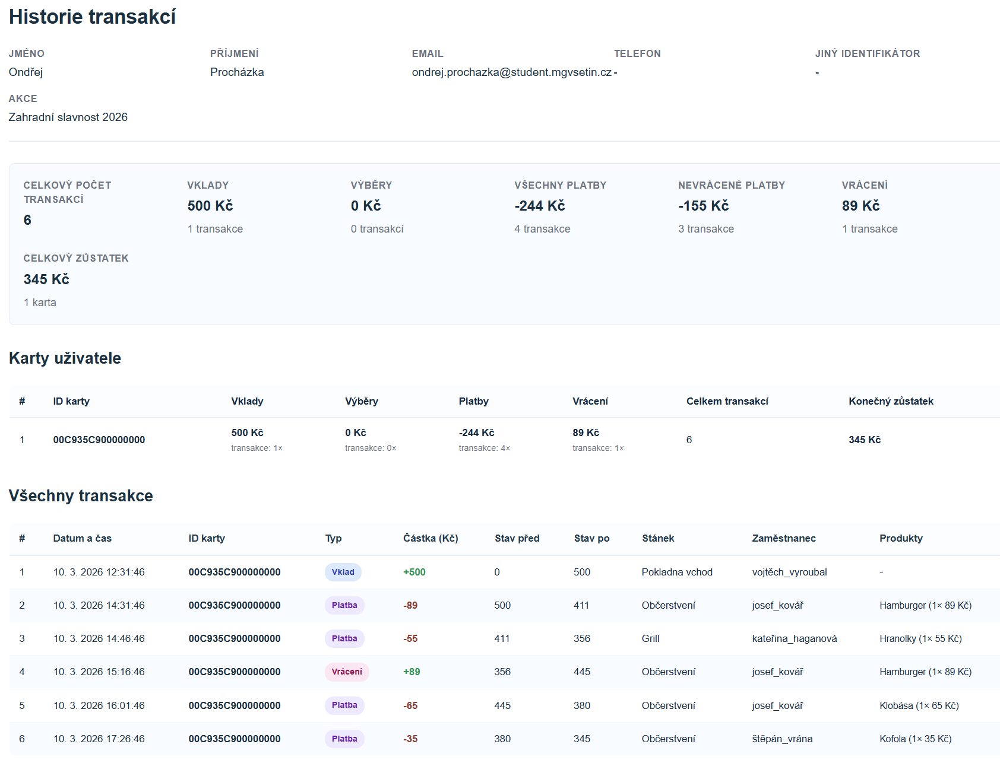 Historie transakcí
JMÉNO PŘÍJMENÍ EMAIL TELEFON JINÝ IDENTIFIKÁTOR
Ondřej Procházka ondrej.prochazka@student.mgvsetin.cz - -
AKCE
Zahradní slavnost 2026
CELKOVÝ POČET TRANSAKCÍ
6
VKLADY
500 Kč
1 transakce
VÝBĚRY
0 Kč
0 transakcí
VŠECHNY PLATBY
-244 Kč
4 transakce
NEVRÁCENÉ PLATBY
-155 Kč
3 transakce
VRÁCENÍ
89 Kč
1 transakce
CELKOVÝ ZŮSTATEK
345 Kč
1 karta
Karty uživatele
# ID karty Vklady Výběry Platby Vrácení Celkem transakcí Konečný zůstatek
1 00C935C900000000 500 Kč 0 Kč -244 Kč 89 Kč 6 345 Kč
transakce: 1× transakce: 0× transakce: 4× transakce: 1×
Všechny transakce
# Datum a čas ID karty Typ Částka (Kč) Stav před Stav po Stánek Zaměstnanec Produkty
1 10. 3. 2026 12:31:46 00C935C900000000 Vklad +500 0 500 Pokladna vchod vojtěch_vyroubal -
2 10. 3. 2026 14:31:46 00C935C900000000 Platba -89 500 411 Občerstvení josef_kovář Hamburger (1× 89 Kč)
3 10. 3. 2026 14:46:46 00C935C900000000 Platba -55 411 356 Grill kateřina_haganová Hranolky (1× 55 Kč)
4 10. 3. 2026 15:16:46 00C935C900000000 Vrácení +89 356 445 Občerstvení josef_kovář Hamburger (1× 89 Kč)
5 10. 3. 2026 16:01:46 00C935C900000000 Platba -65 445 380 Občerstvení josef_kovář Klobása (1× 65 Kč)
6 10. 3. 2026 17:26:46 00C935C900000000 Platba -35 380 345 Občerstvení štěpán_vrána Kofola (1× 35 Kč)